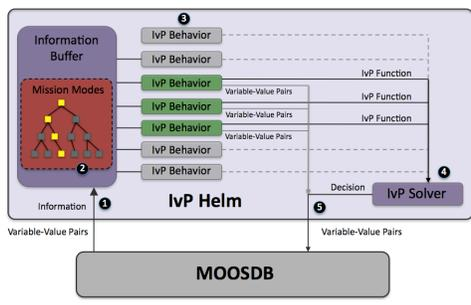 3
Information
Buffer
IvP Behavior
IvP Behavior
Mission Modes
IvP Behavior
Variable-Value Pairs
IvP Function
IvP Behavior
Variable-Value Pairs
IvP Function
IvP Behavior
Variable-Value Pairs
IvP Function
IvP Behavior
2
IvP Behavior
4
Information
1
IvP Helm
5
Decision
IvP Solver
Variable-Value Pairs
Variable-Value Pairs
MOOSDB